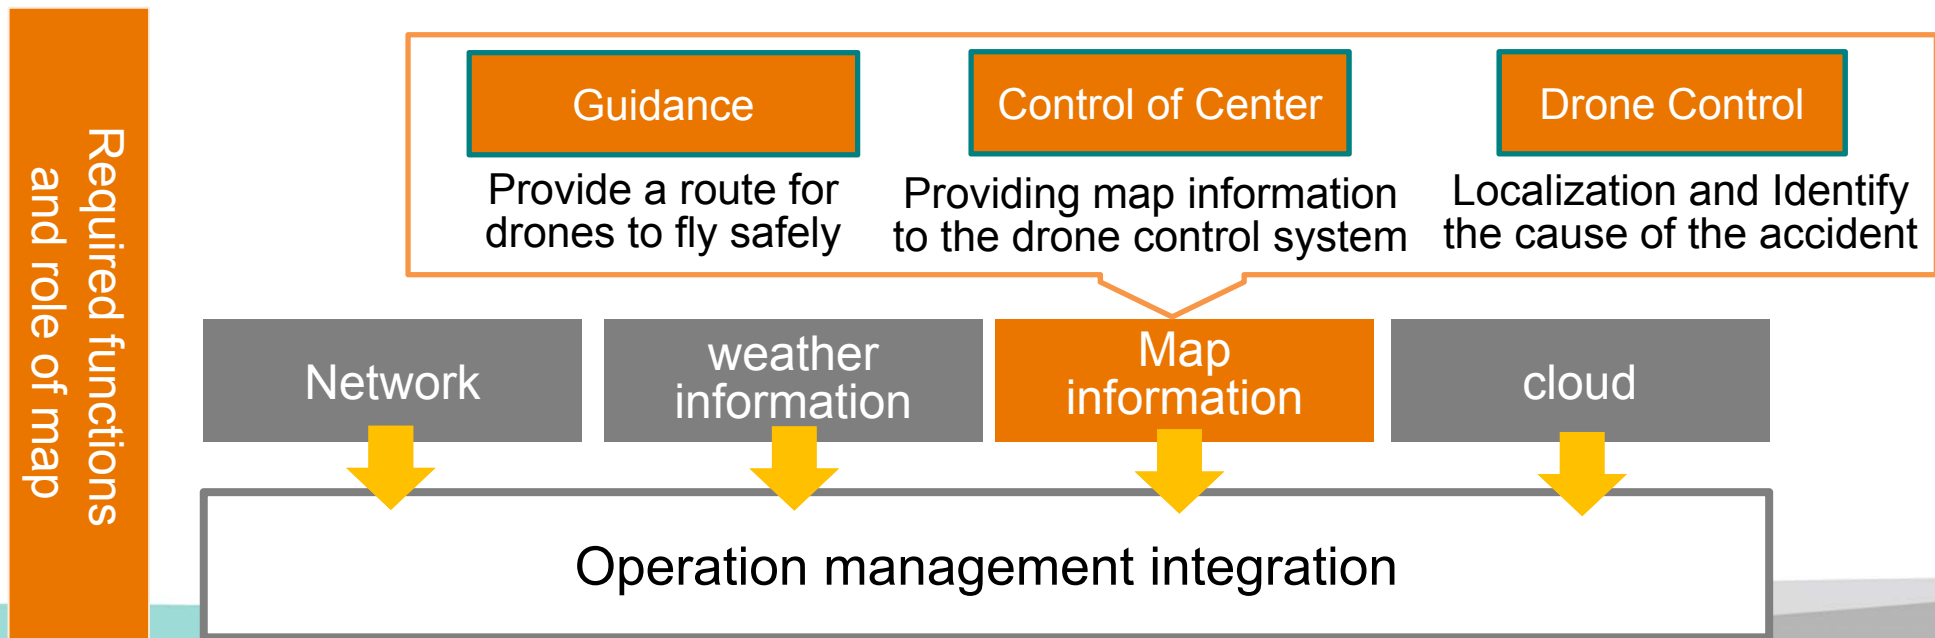 Required functions
and role of map
Guidance
Provide a route for
drones to fly safely
Control of Center
Providing map information
to the drone control system
Drone Control
Localization and Identify
the cause of the accident
Network
weather
information
Map
information
cloud
Operation management integration